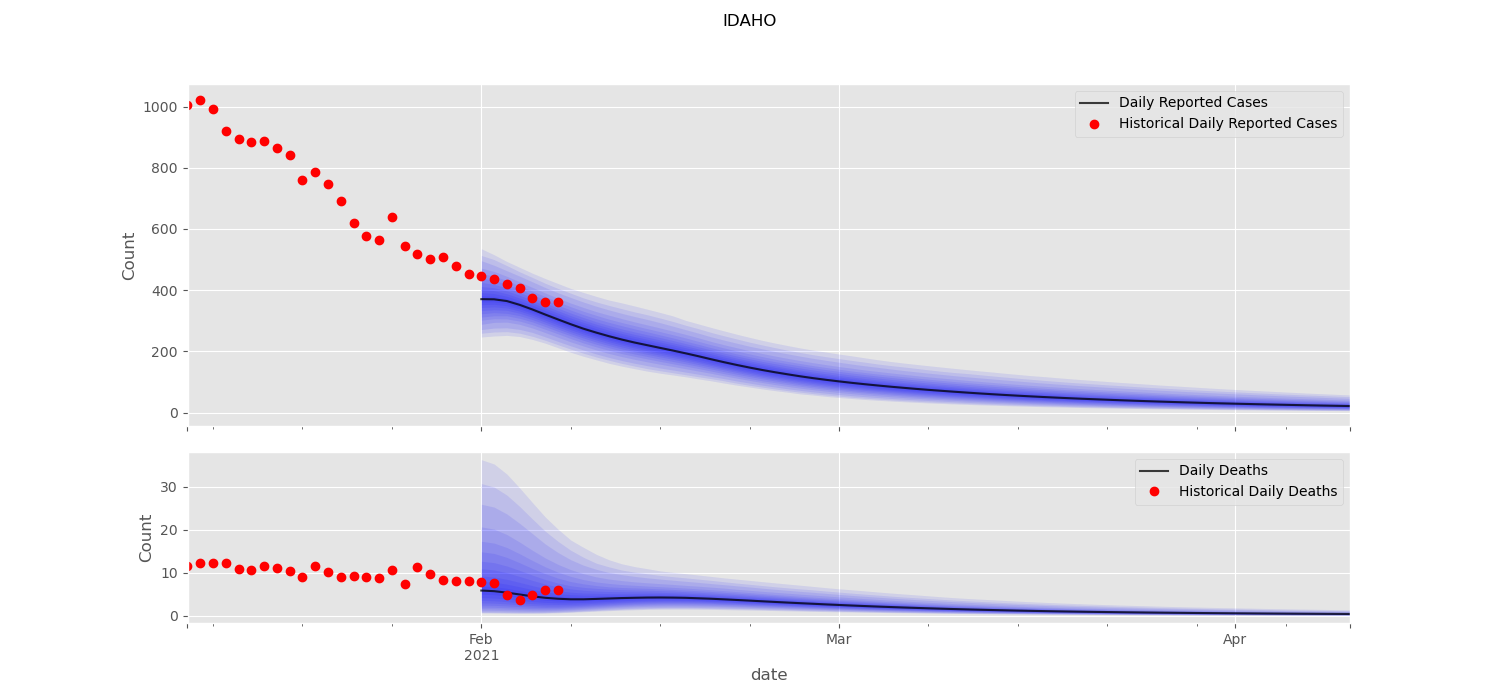 IDAHO
1000
800
600
400
200
0
Count
Daily Reported Cases
Historical Daily Reported Cases
30
20
10
0
Count
Daily Deaths
Historical Daily Deaths
Feb
2021
Mar
Apr
date